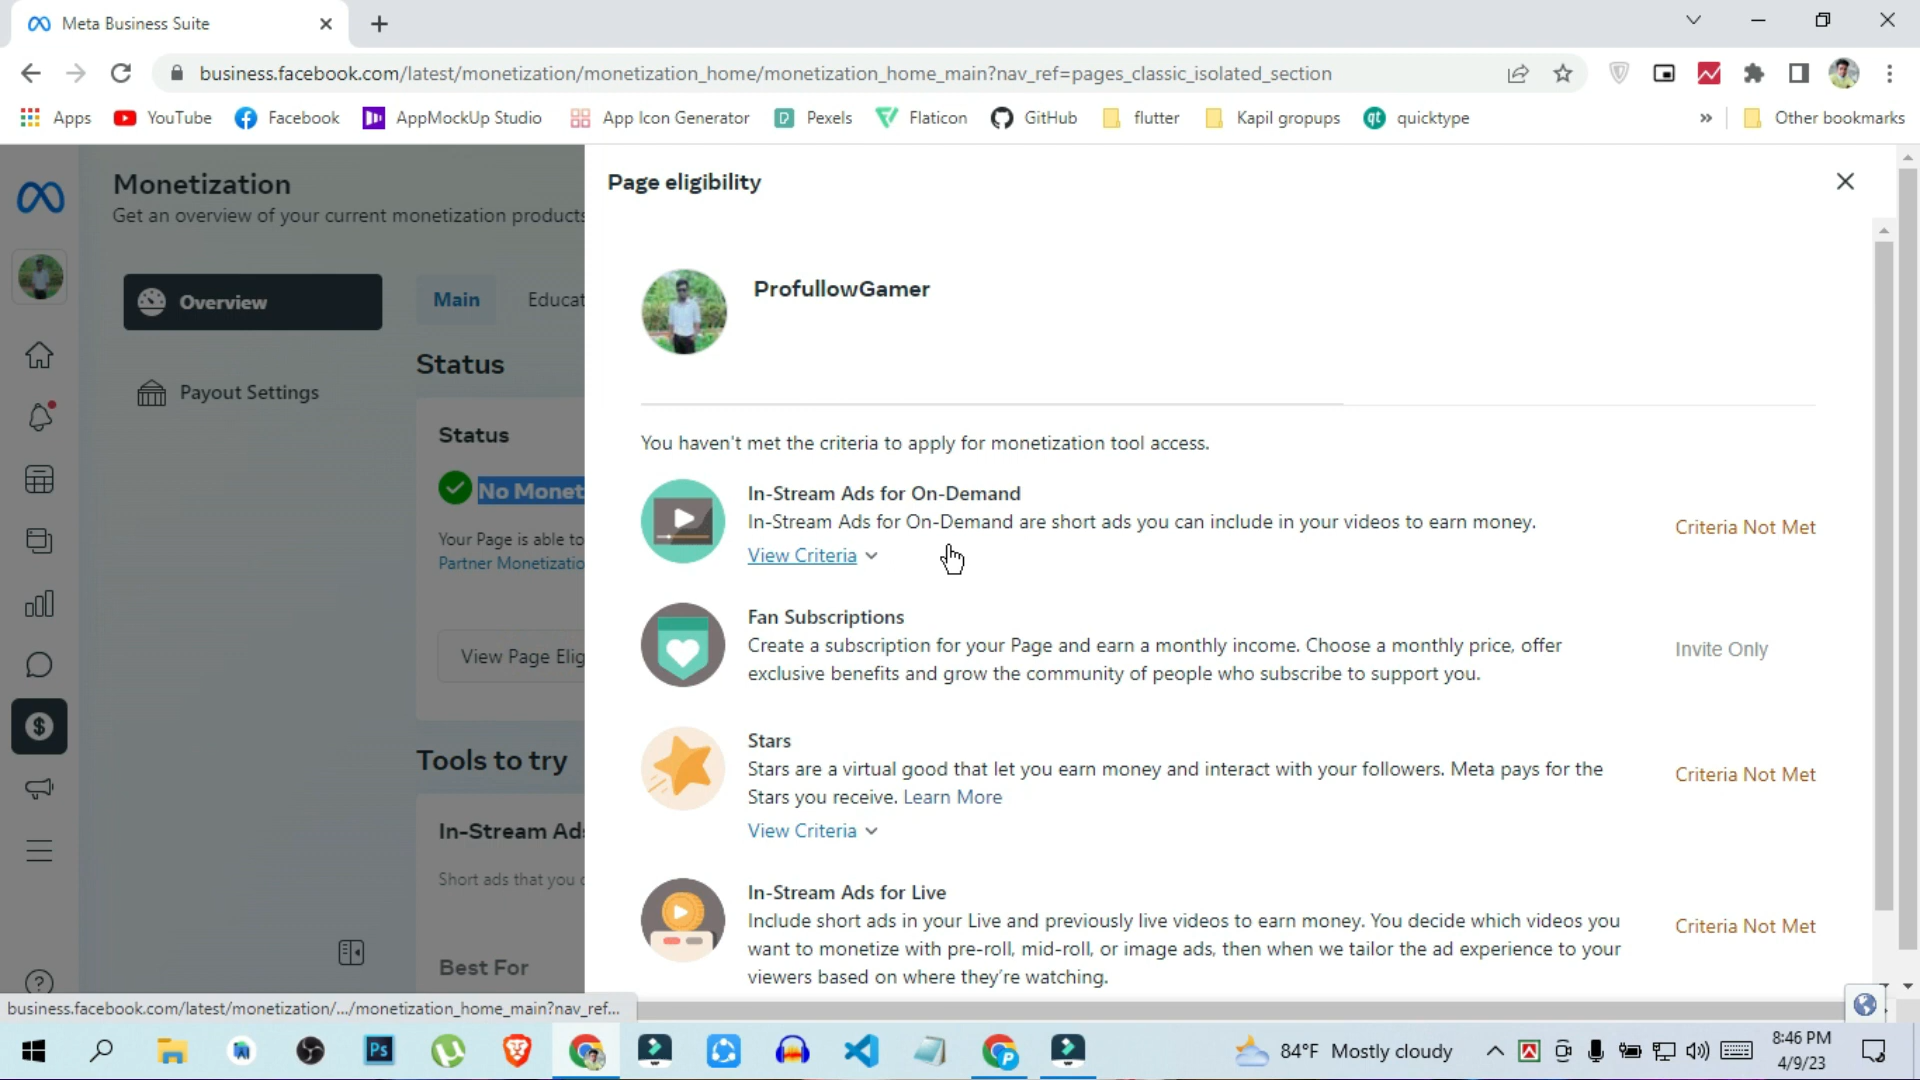 Meta Business Suite
business.facebook.com/latest/monetization/monetization_home/monetization_home_main?nav_ref=pages_classic_isolated_section
Apps
YouTube
Facebook
AppMockUp Studio
App Icon Generator
Pexels
Flaticon
GitHub
flutter
Kapil gropups
qt
quicktype
»
Other bookmarks
Monetization
Get an overview of your current monetization products
Overview
Payout Settings
Main
Educat
Status
Status
No Monet
Your Page is able to
Partner Monetizatio
View Page Elig
Tools to try
In-Stream Ads
Short ads that you c
Best For
Page eligibility
ProfullowGamer
You haven't met the criteria to apply for monetization tool access.
In-Stream Ads for On-Demand
In-Stream Ads for On-Demand are short ads you can include in your videos to earn money.
View Criteria
Criteria Not Met
Fan Subscriptions
Create a subscription for your Page and earn a monthly income. Choose a monthly price, offer
exclusive benefits and grow the community of people who subscribe to support you.
Invite Only
Stars
Stars are a virtual good that let you earn money and interact with your followers. Meta pays for the
Stars you receive. Learn More
View Criteria
Criteria Not Met
In-Stream Ads for Live
Include short ads in your Live and previously live videos to earn money. You decide which videos you
want to monetize with pre-roll, mid-roll, or image ads, then when we tailor the ad experience to your
viewers based on where they're watching.
Criteria Not Met
business.facebook.com/latest/monetization/.../monetization_home_main?nav_ref...
Ps
84°F Mostly cloudy
8:46 PM
4/9/23